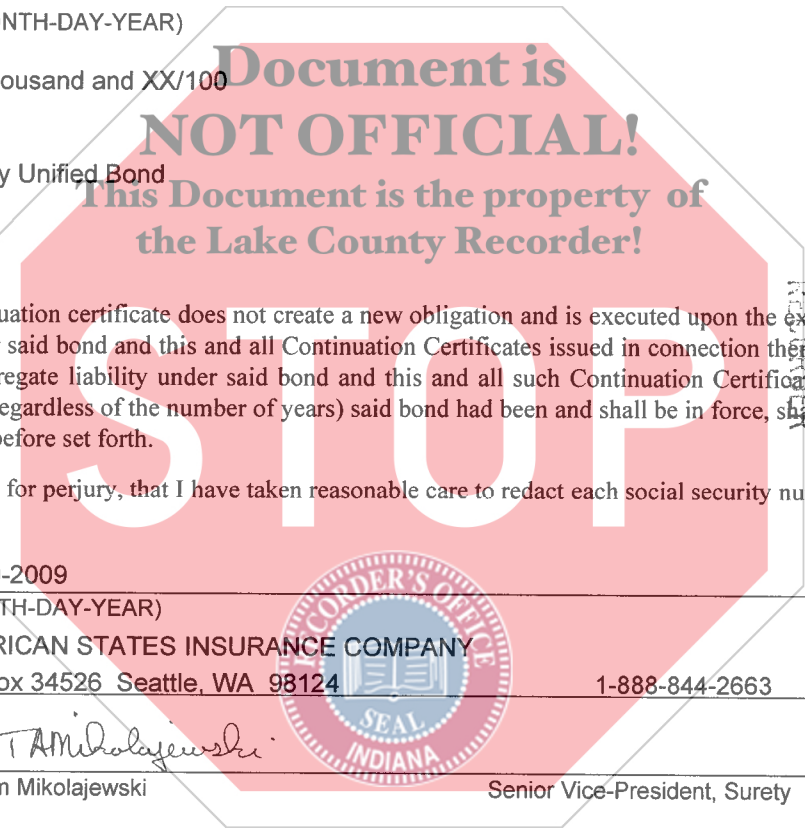 NTH-DAY-YEAR)
Document is
ousand and XX/100
NOT OFFICIAL!
y Unified Bond
This Document is the property of
the Lake County Recorder!
STOP
uation certificate does not create a new obligation and is executed upon the ex
said bond and this and all Continuation Certificates issued in connection ther
regate liability under said bond and this and all such Continuation Certifica
egardless of the number of years) said bond had been and shall be in force, sha
before set forth.
for perjury, that I have taken reasonable care to redact each social security nu
-2009
TH-DAY-YEAR)
RICAN STATES INSURANCE COMPANY
ox 34526 Seattle, WA 98124 1-888-844-2663
RECORDER'S OFFICE
SEAL
INDIANA
TAMikolajewski
m Mikolajewski Senior Vice-President, Surety